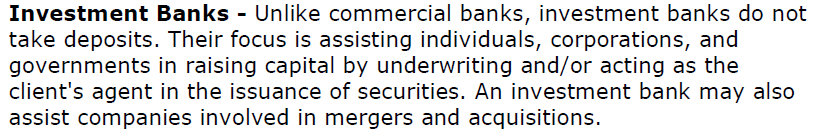 Investment Banks - Unlike commercial banks, investment banks do not
take deposits. Their focus is assisting individuals, corporations, and
governments in raising capital by underwriting and/or acting as the
client's agent in the issuance of securities. An investment bank may also
assist companies involved in mergers and acquisitions.